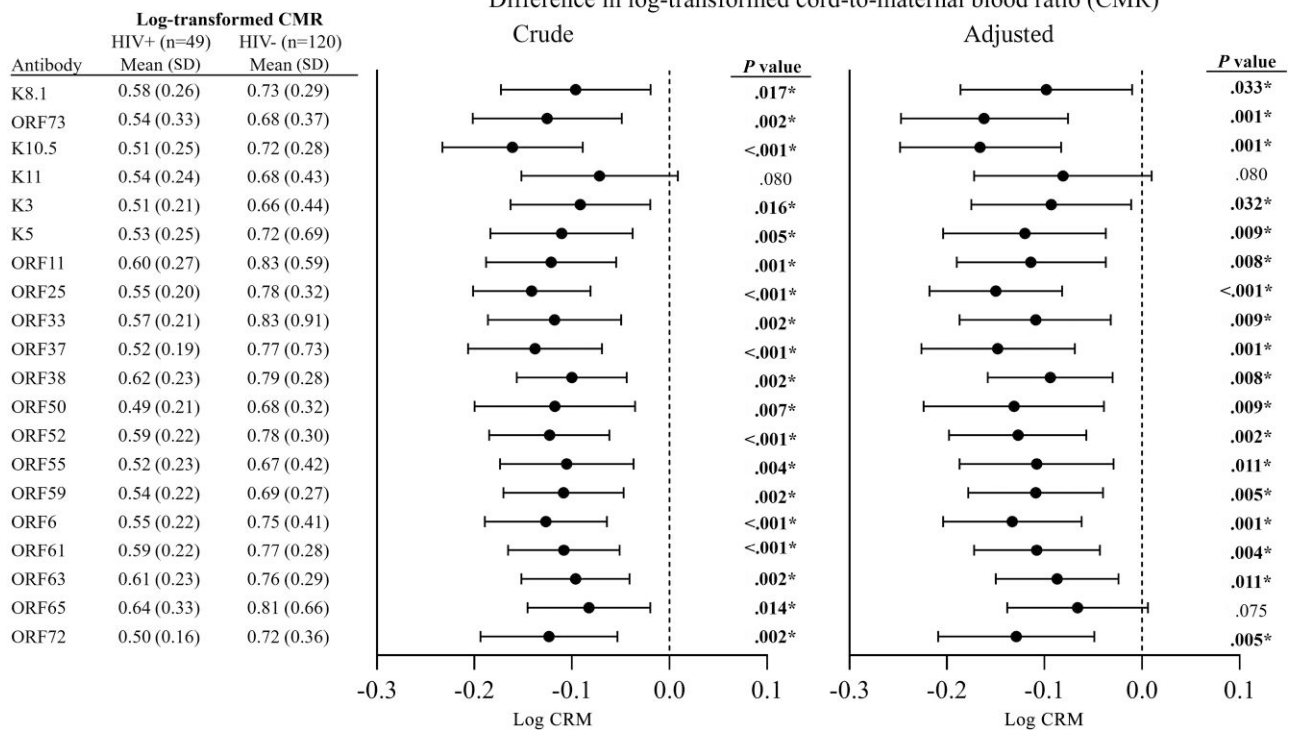 Difference in log-transformed cord-to-maternal blood ratio (CMR)
Log-transformed CMR
HIV+ (n=49) HIV- (n=120)
Antibody Mean (SD) Mean (SD)
Crude Adjusted
P value P value
K8.1 0.58 (0.26) 0.73 (0.29) .017* .033*
ORF73 0.54 (0.33) 0.68 (0.37) .002* .001*
K10.5 0.51 (0.25) 0.72 (0.28) <.001* .001*
K11 0.54 (0.24) 0.68 (0.43) .080 .080
K3 0.51 (0.21) 0.66 (0.44) .016* .032*
K5 0.53 (0.25) 0.72 (0.69) .005* .009*
ORF11 0.60 (0.27) 0.83 (0.59) .001* .008*
ORF25 0.55 (0.20) 0.78 (0.32) <.001* <.001*
ORF33 0.57 (0.21) 0.83 (0.91) .002* .009*
ORF37 0.52 (0.19) 0.77 (0.73) <.001* .001*
ORF38 0.62 (0.23) 0.79 (0.28) .002* .008*
ORF50 0.49 (0.21) 0.68 (0.32) .007* .009*
ORF52 0.59 (0.22) 0.78 (0.30) <.001* .002*
ORF55 0.52 (0.23) 0.67 (0.42) .004* .011*
ORF59 0.54 (0.22) 0.69 (0.27) .002* .005*
ORF6 0.55 (0.22) 0.75 (0.41) <.001* .001*
ORF61 0.59 (0.22) 0.77 (0.28) <.001* .004*
ORF63 0.61 (0.23) 0.76 (0.29) .002* .011*
ORF65 0.64 (0.33) 0.81 (0.66) .014* .075
ORF72 0.50 (0.16) 0.72 (0.36) .002* .005*
-0.3 -0.2 -0.1 0.0 0.1 -0.3 -0.2 -0.1 0.0 0.1
Log CRM Log CRM